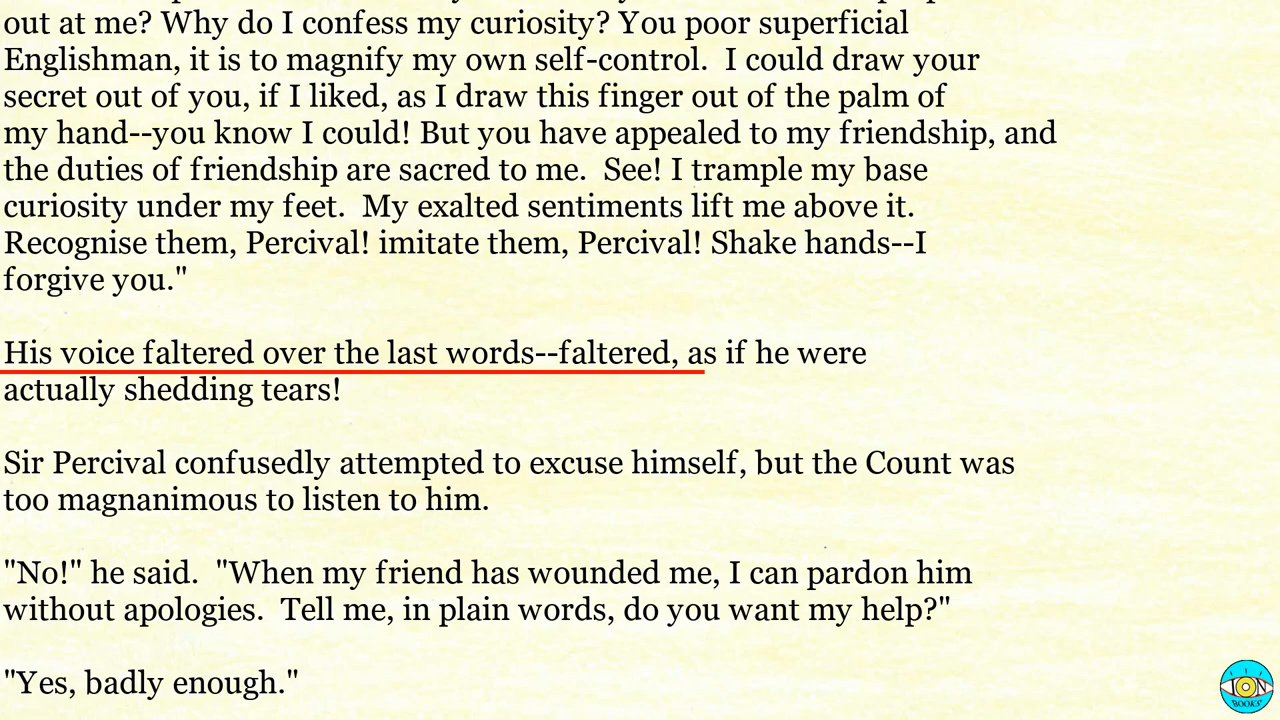 out at me? Why do I confess my curiosity? You poor superficial
Englishman, it is to magnify my own self-control.  I could draw your
secret out of you, if I liked, as I draw this finger out of the palm of
my hand--you know I could! But you have appealed to my friendship, and
the duties of friendship are sacred to me.  See! I trample my base
curiosity under my feet.  My exalted sentiments lift me above it.
Recognise them, Percival! imitate them, Percival! Shake hands--I
forgive you."
His voice faltered over the last words--faltered, as if he were
actually shedding tears!
Sir Percival confusedly attempted to excuse himself, but the Count was
too magnanimous to listen to him.
"No!" he said.  "When my friend has wounded me, I can pardon him
without apologies.  Tell me, in plain words, do you want my help?"
"Yes, badly enough."
ION
BOOKS